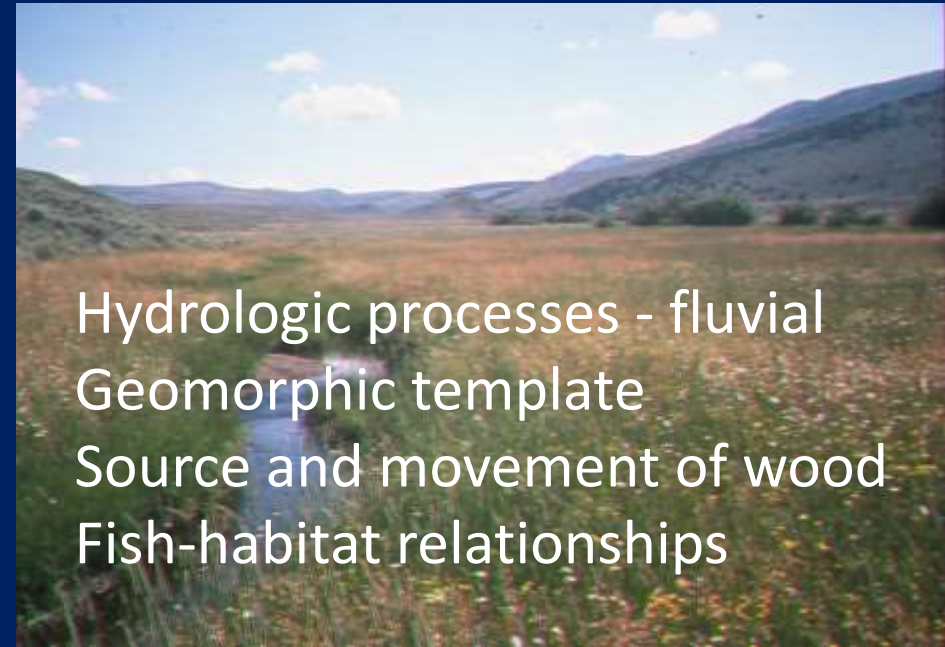 Hydrologic processes - fluvial
Geomorphic template
Source and movement of wood
Fish-habitat relationships